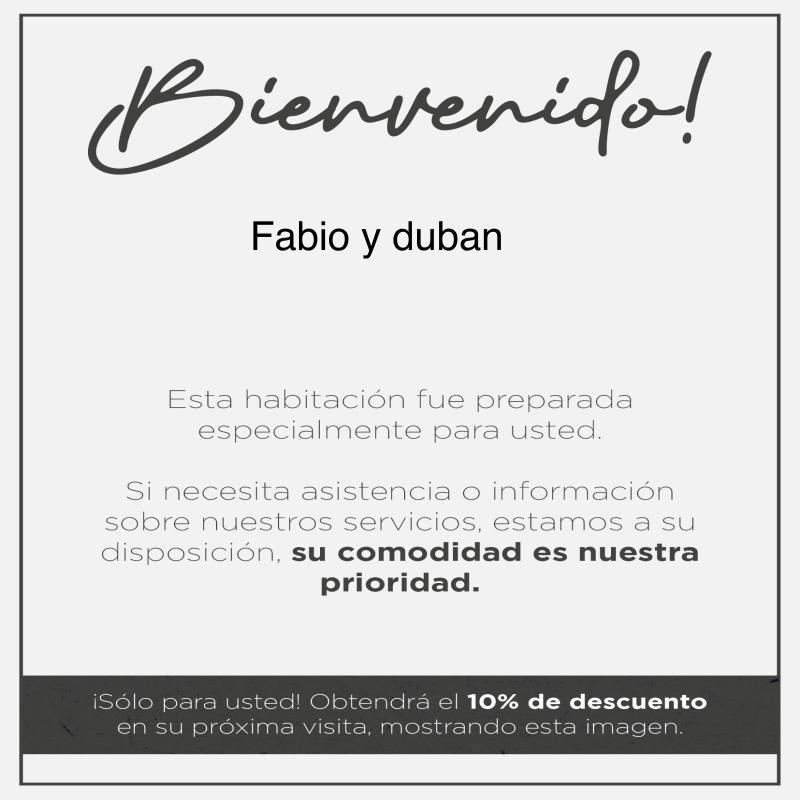 Bienvenido!
Fabio y duban
Esta habitación fue preparada
especialmente para usted.
Si necesita asistencia o información
sobre nuestros servicios, estamos a su
disposición, su comodidad es nuestra
prioridad.
¡Sólo para usted! Obtendrá el 10% de descuento
en su próxima visita, mostrando esta imagen.